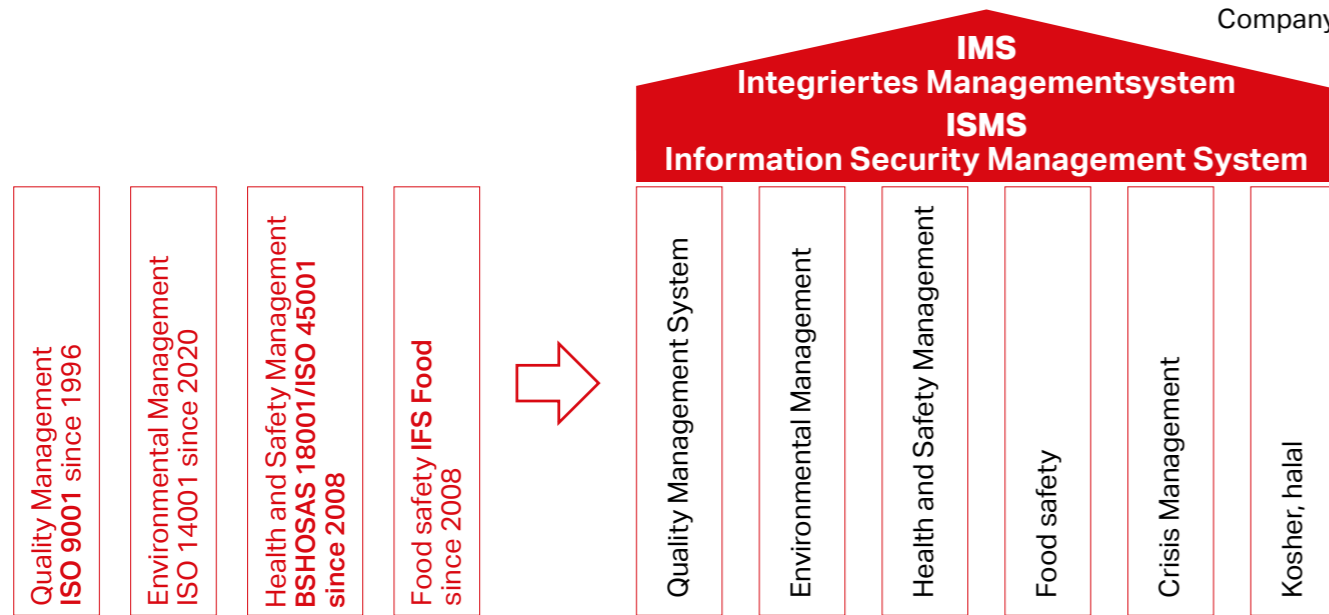 Company
IMS
Integriertes Managementsystem
ISMS
Information Security Management System
Quality Management
ISO 9001 since 1996
Environmental Management
ISO 14001 since 2020
Health and Safety Management
BSHOSAS 18001/ISO 45001
since 2008
Food safety IFS Food
since 2008
Quality Management System
Environmental Management
Health and Safety Management
Food safety
Crisis Management
Kosher, halal